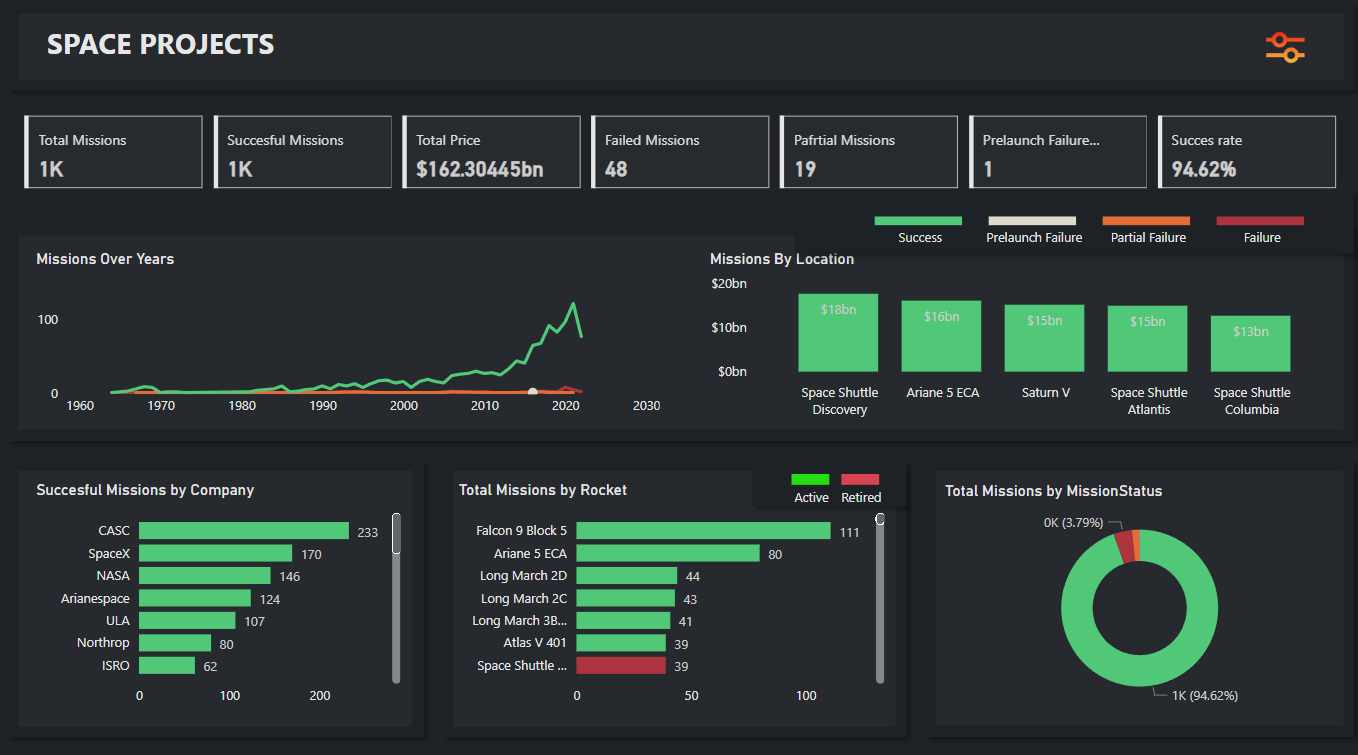 SPACE PROJECTS
Total Missions
1K
Succesful Missions
1K
Total Price
$162.30445bn
Failed Missions
48
Pafrtial Missions
19
Prelaunch Failure...
1
Succes rate
94.62%
Success
Prelaunch Failure
Partial Failure
Failure
Missions Over Years
100
0
1960
1970
1980
1990
2000
2010
2020
2030
Missions By Location
$20bn
$10bn
$0bn
$18bn
$16bn
$15bn
$15bn
$13bn
Space Shuttle
Discovery
Ariane 5 ECA
Saturn V
Space Shuttle
Atlantis
Space Shuttle
Columbia
Succesful Missions by Company
CASC 233
SpaceX 170
NASA 146
Arianespace 124
ULA 107
Northrop 80
ISRO 62
0 100 200
Total Missions by Rocket
Active
Retired
Falcon 9 Block 5 111
Ariane 5 ECA 80
Long March 2D 44
Long March 2C 43
Long March 3B... 41
Atlas V 401 39
Space Shuttle ... 39
0 50 100
Total Missions by MissionStatus
0K (3.79%)
1K (94.62%)